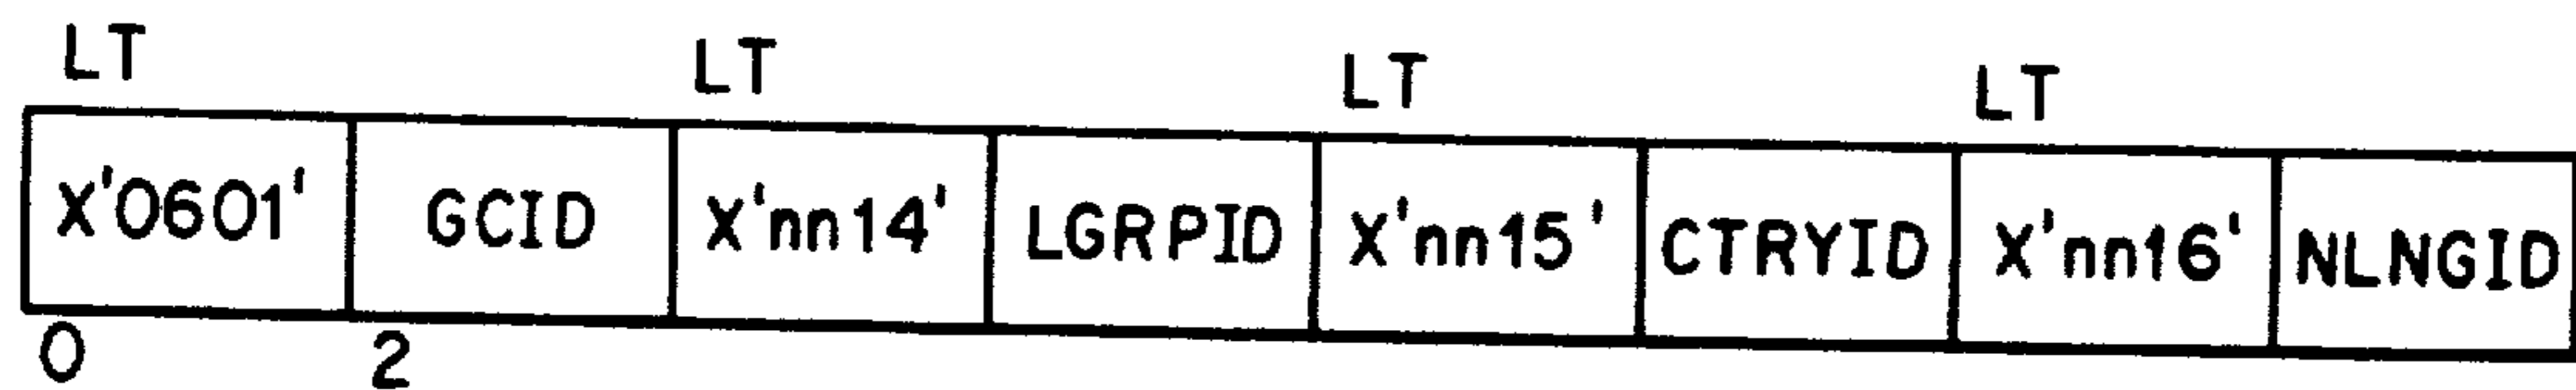 LT LT LT LT
X'0601' GCID X'nn14' LGRPID X'nn15' CTRYID X'nn16' NLNGID
0 2